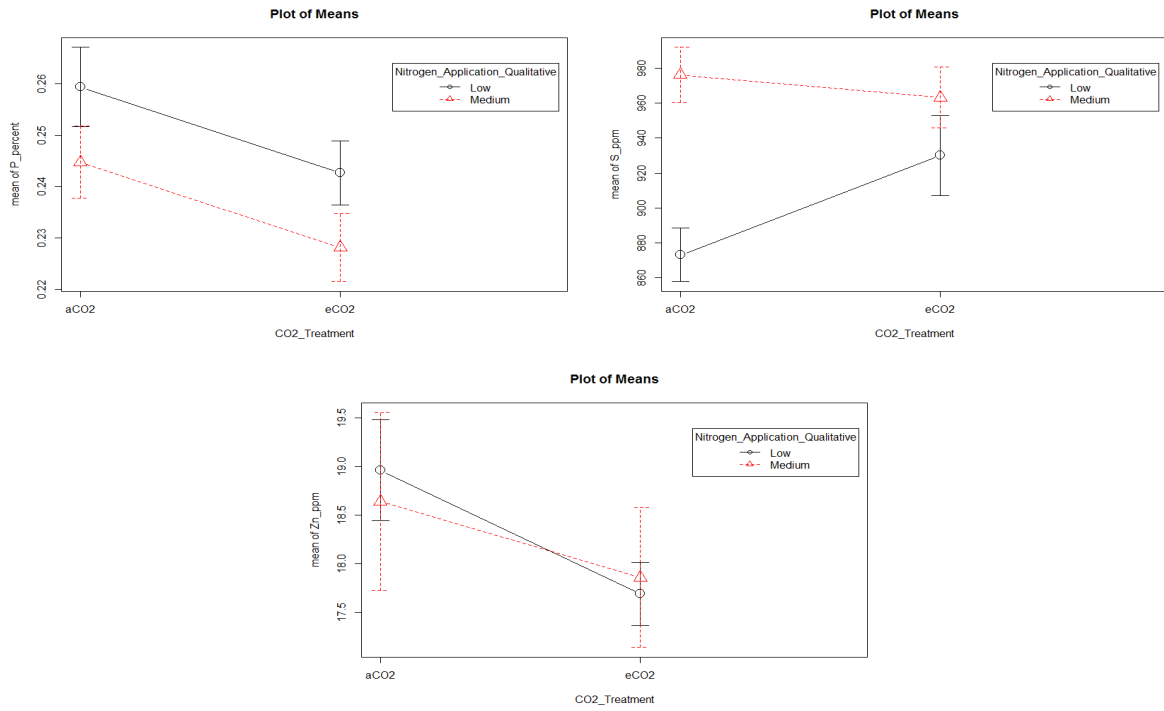 Plot of Means
mean of P_percent
0.26
0.25
0.24
0.23
0.22
Nitrogen_Application_Qualitative
Low
Medium
aCO2
eCO2
CO2_Treatment
Plot of Means
mean of S_ppm
980
960
940
920
900
880
860
Nitrogen_Application_Qualitative
Low
Medium
aCO2
eCO2
CO2_Treatment
Plot of Means
mean of Zn_ppm
19.5
19.0
18.5
18.0
17.5
Nitrogen_Application_Qualitative
Low
Medium
aCO2
eCO2
CO2_Treatment